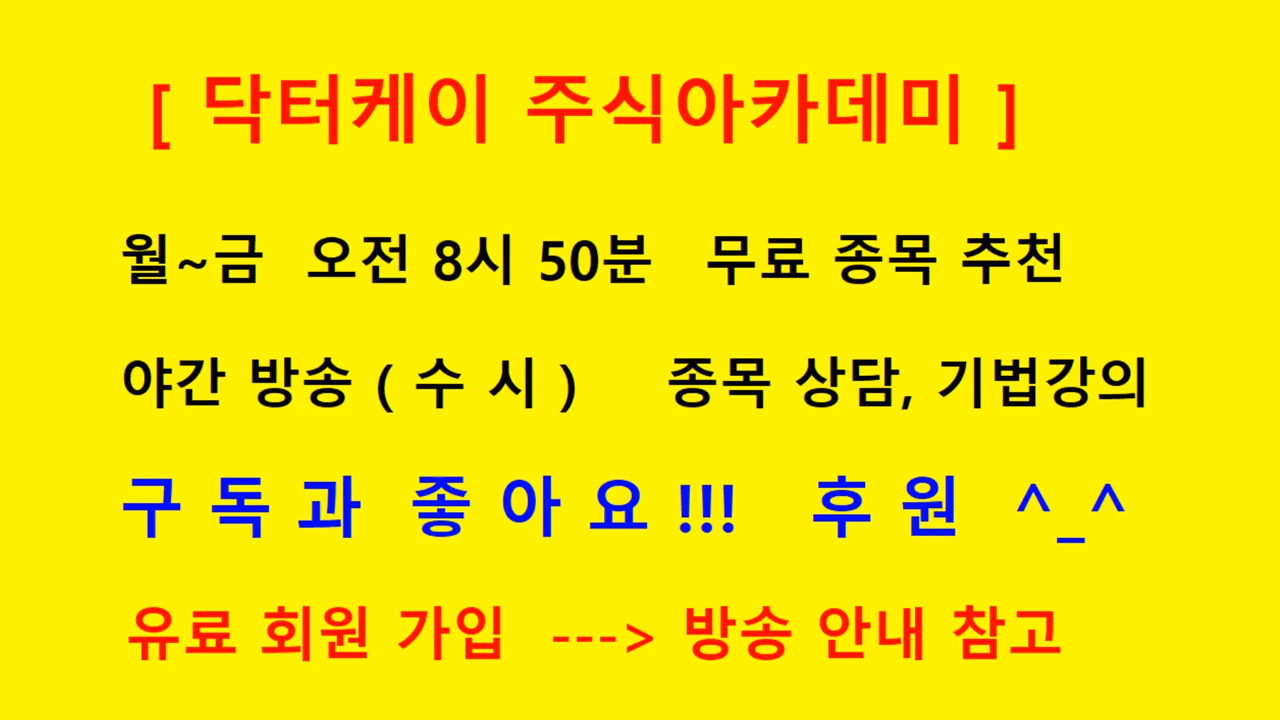 [ 닥터케이 주식아카데미 ]
월~금 오전 8시 50분 무료 종목 추천
야간 방송 ( 수 시 ) 종목 상담, 기법강의
구 독 과 좋 아 요 !!! 후 원 ^_^
유료 회원 가입 ---> 방송 안내 참고